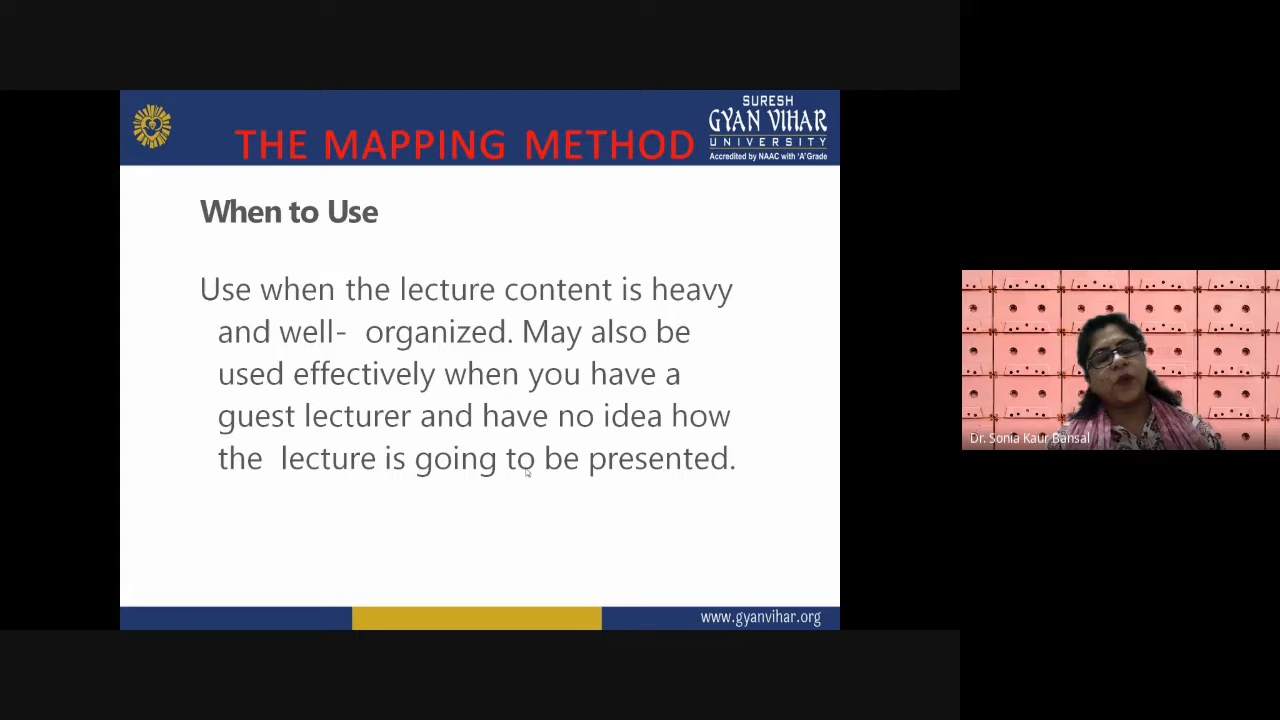 THE MAPPING METHOD
SURESH
GYAN VIHAR
UNIVERSITY
Accredited by NAAC with 'A' Grade
When to Use
Use when the lecture content is heavy
and well- organized. May also be
used effectively when you have a
guest lecturer and have no idea how
the lecture is going to be presented.
www.gyanvihar.org
Dr. Sonia Kaur Bansal